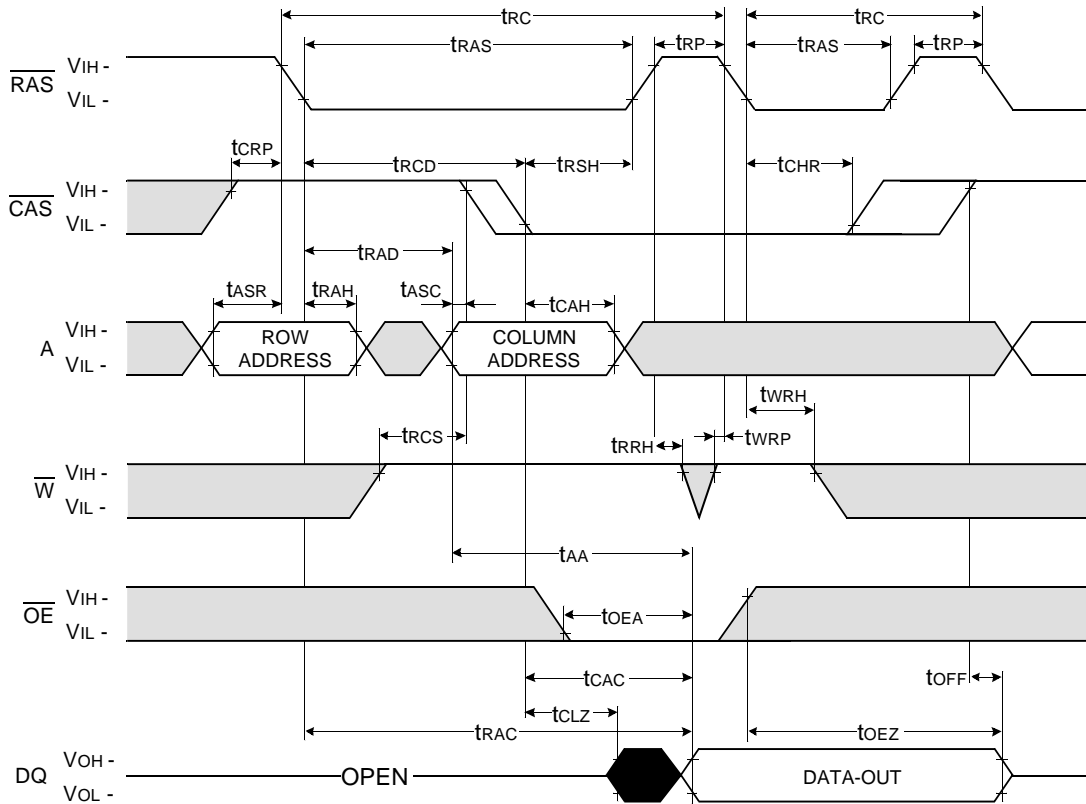 tRC tRC
tRAS tRP tRAS tRP
RAS VIH -
VIL -
tCRP tRCD tRSH tCHR
CAS VIH -
VIL -
tRAD
tASR tRAH tASC tCAH
A VIH -
VIL -
ROW ADDRESS
COLUMN ADDRESS
tWRH
tRCS tRRH tWRP
W VIH -
VIL -
tAA
OE VIH -
VIL -
tOEA
tCAC tOFF
tCLZ
tRAC tOEZ
DQ VOH -
VOL -
OPEN DATA-OUT